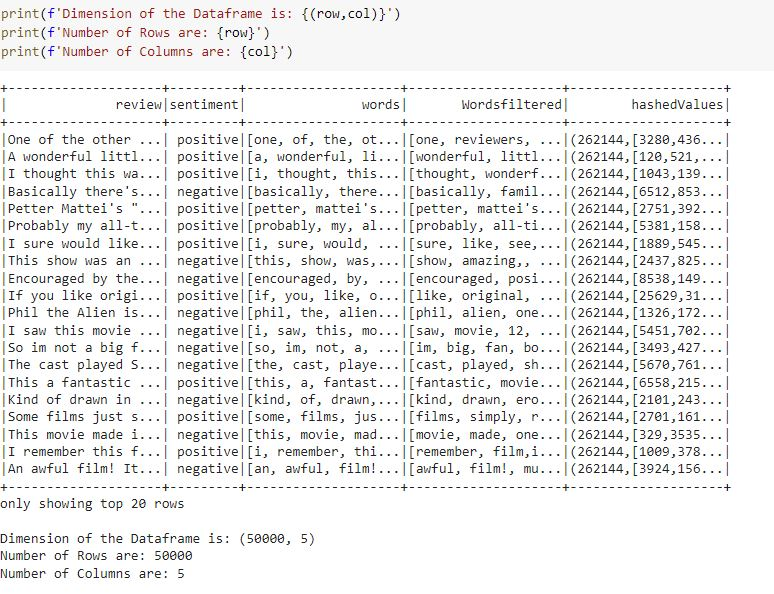 print(f'Dimension of the Dataframe is: {(row,col)}')
print(f'Number of Rows are: {row}')
print(f'Number of Columns are: {col}')
+--------------------+---------+--------------------+--------------------+--------------------+
|              review|sentiment|               words|       Wordsfiltered|        hashedValues|
+--------------------+---------+--------------------+--------------------+--------------------+
|One of the other ...| positive|[one, of, the, ot...|[one, reviewers, ...|(262144,[3280,436...|
|A wonderful littl...| positive|[a, wonderful, li...|[wonderful, littl...|(262144,[120,521,...|
|I thought this wa...| positive|[i, thought, this...|[thought, wonderf...|(262144,[1043,139...|
|Basically there's...| negative|[basically, there...|[basically, famil...|(262144,[6512,853...|
|Petter Mattei's "...| positive|[petter, mattei's...|[petter, mattei's...|(262144,[2751,392...|
|Probably my all-t...| positive|[probably, my, al...|[probably, all-ti...|(262144,[5381,158...|
|I sure would like...| positive|[i, sure, would, ...|[sure, like, see,...|(262144,[1889,545...|
|This show was an ...| negative|[this, show, was,...|[show, amazing,, ...|(262144,[2437,825...|
|Encouraged by the...| negative|[encouraged, by, ...|[encouraged, posi...|(262144,[8538,149...|
|If you like origi...| positive|[if, you, like, o...|[like, original, ...|(262144,[25629,31...|
|Phil the Alien is...| negative|[phil, the, alien...|[phil, alien, one...|(262144,[1326,172...|
|I saw this movie ...| negative|[i, saw, this, mo...|[saw, movie, 12, ...|(262144,[5451,702...|
|So im not a big f...| negative|[so, im, not, a, ...|[im, big, fan, bo...|(262144,[3493,427...|
|The cast played S...| negative|[the, cast, playe...|[cast, played, sh...|(262144,[5670,761...|
|This a fantastic ...| positive|[this, a, fantast...|[fantastic, movie...|(262144,[6558,215...|
|Kind of drawn in ...| negative|[kind, of, drawn,...|[kind, drawn, ero...|(262144,[2101,243...|
|Some films just s...| positive|[some, films, jus...|[films, simply, r...|(262144,[2701,161...|
|This movie made i...| negative|[this, movie, mad...|[movie, made, one...|(262144,[329,3535...|
|I remember this f...| positive|[i, remember, thi...|[remember, film,i...|(262144,[1009,378...|
|An awful film! It...| negative|[an, awful, film!...|[awful, film!, mu...|(262144,[3924,156...|
+--------------------+---------+--------------------+--------------------+--------------------+
only showing top 20 rows
Dimension of the Dataframe is: (50000, 5)
Number of Rows are: 50000
Number of Columns are: 5